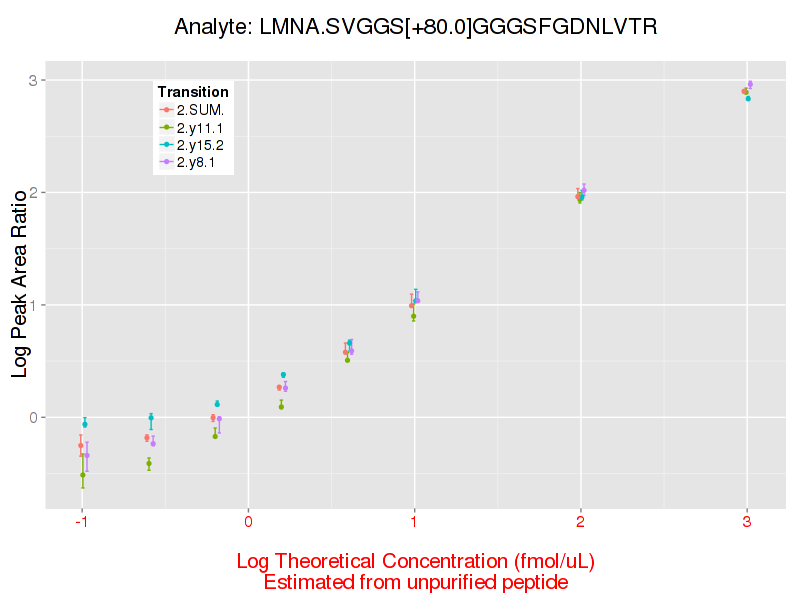 Analyte: LMNA.SVGGS[+80.0]GGGSFGDNLVTR
Log Peak Area Ratio
3
2
1
0
Transition
2.SUM.
2.y11.1
2.y15.2
2.y8.1
-1 0 1 2 3
Log Theoretical Concentration (fmol/uL)
Estimated from unpurified peptide